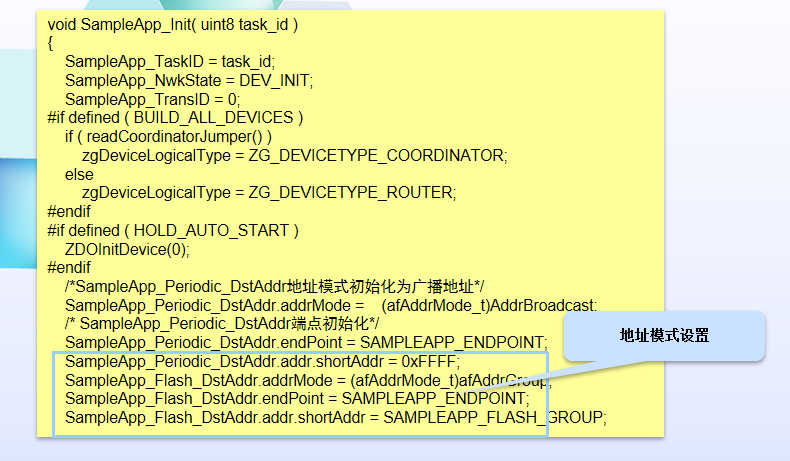 void SampleApp_Init( uint8 task_id )
{
SampleApp_TaskID = task_id;
SampleApp_NwkState = DEV_INIT;
SampleApp_TransID = 0;
#if defined ( BUILD_ALL_DEVICES )
if ( readCoordinatorJumper() )
zgDeviceLogicalType = ZG_DEVICETYPE_COORDINATOR;
else
zgDeviceLogicalType = ZG_DEVICETYPE_ROUTER;
#endif
#if defined ( HOLD_AUTO_START )
ZDOInitDevice(0);
#endif
/*SampleApp_Periodic_DstAddr地址模式初始化为广播地址*/
SampleApp_Periodic_DstAddr.addrMode = (afAddrMode_t)AddrBroadcast:
/* SampleApp_Periodic_DstAddr端点初始化*/
SampleApp_Periodic_DstAddr.endPoint = SAMPLEAPP_ENDPOINT;
地址模式设置
SampleApp_Periodic_DstAddr.addr.shortAddr = 0xFFFF;
SampleApp_Flash_DstAddr.addrMode = (afAddrMode_t)afAddrGroup;
SampleApp_Flash_DstAddr.endPoint = SAMPLEAPP_ENDPOINT;
SampleApp_Flash_DstAddr.addr.shortAddr = SAMPLEAPP_FLASH_GROUP;